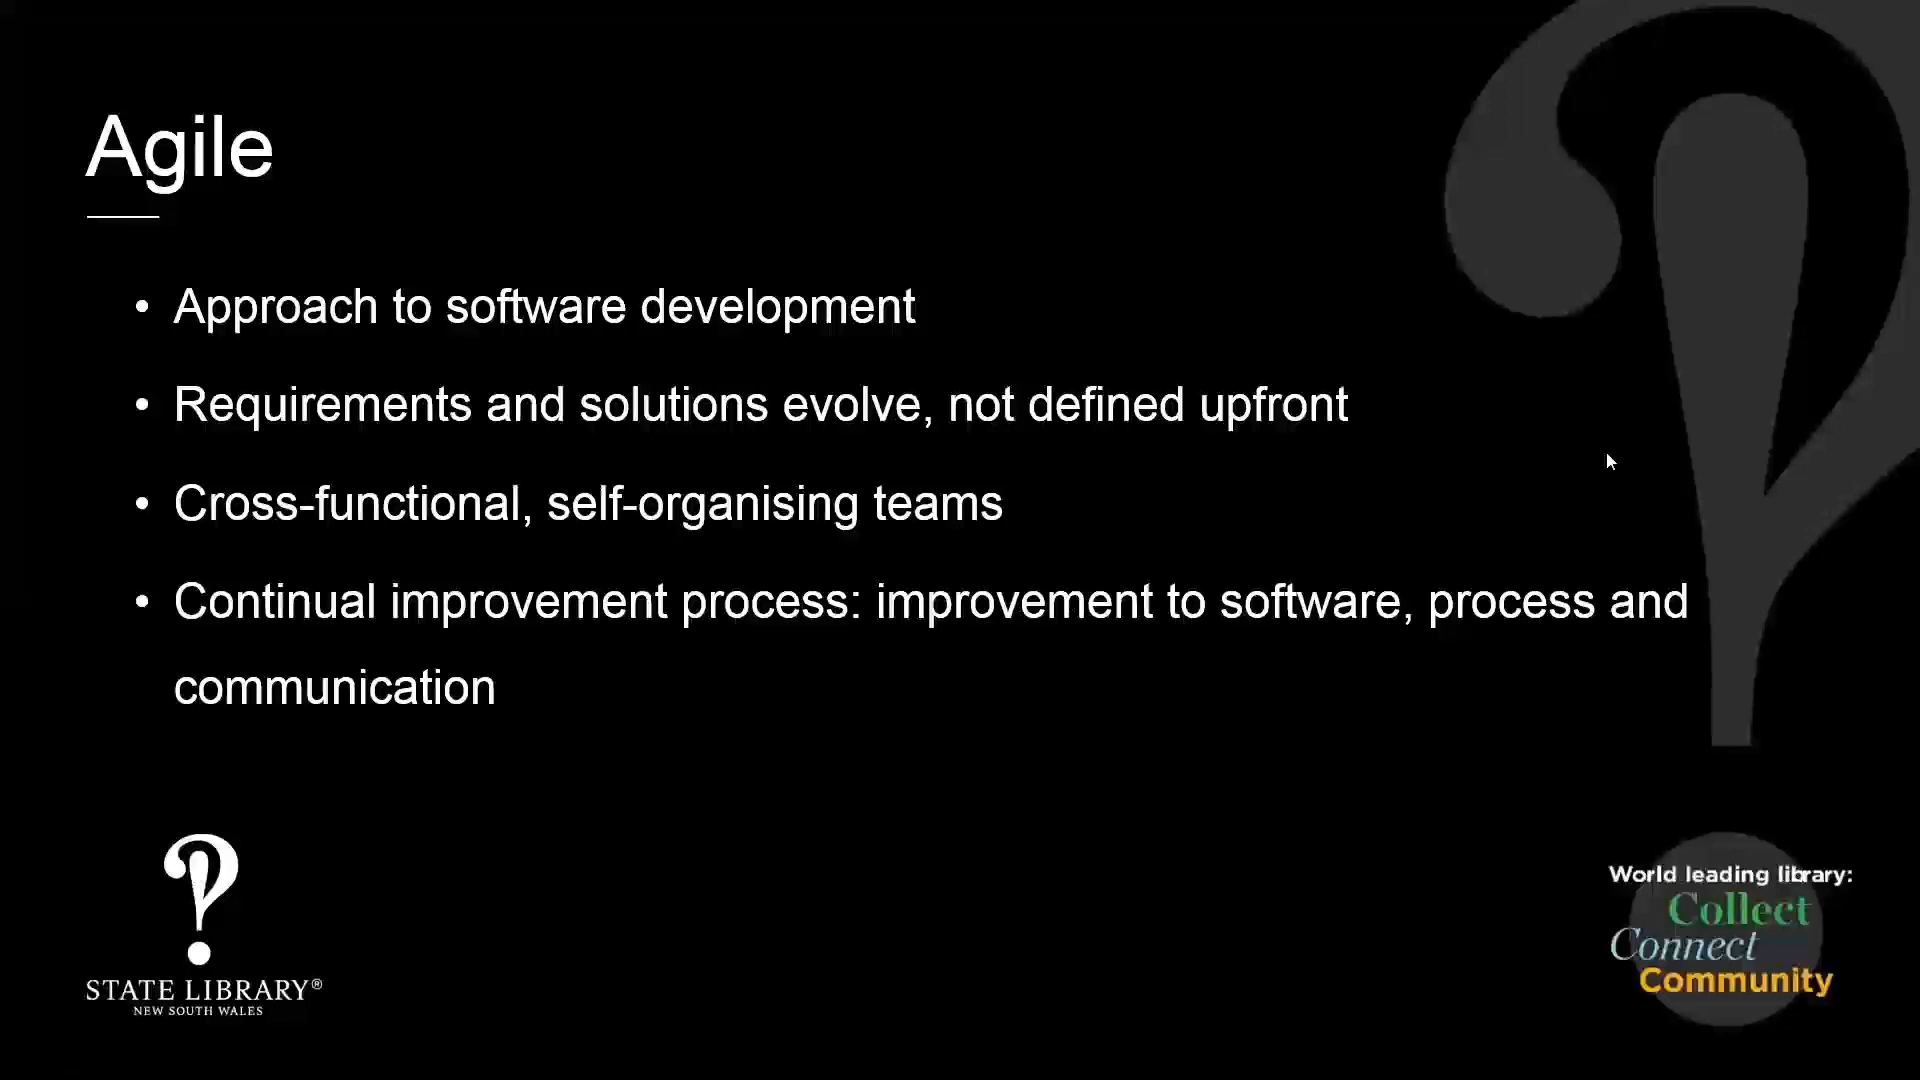 Agile
• Approach to software development
• Requirements and solutions evolve, not defined upfront
• Cross-functional, self-organising teams
• Continual improvement process: improvement to software, process and
communication
STATE LIBRARY®
NEW SOUTH WALES
World leading library:
Collect
Connect
Community